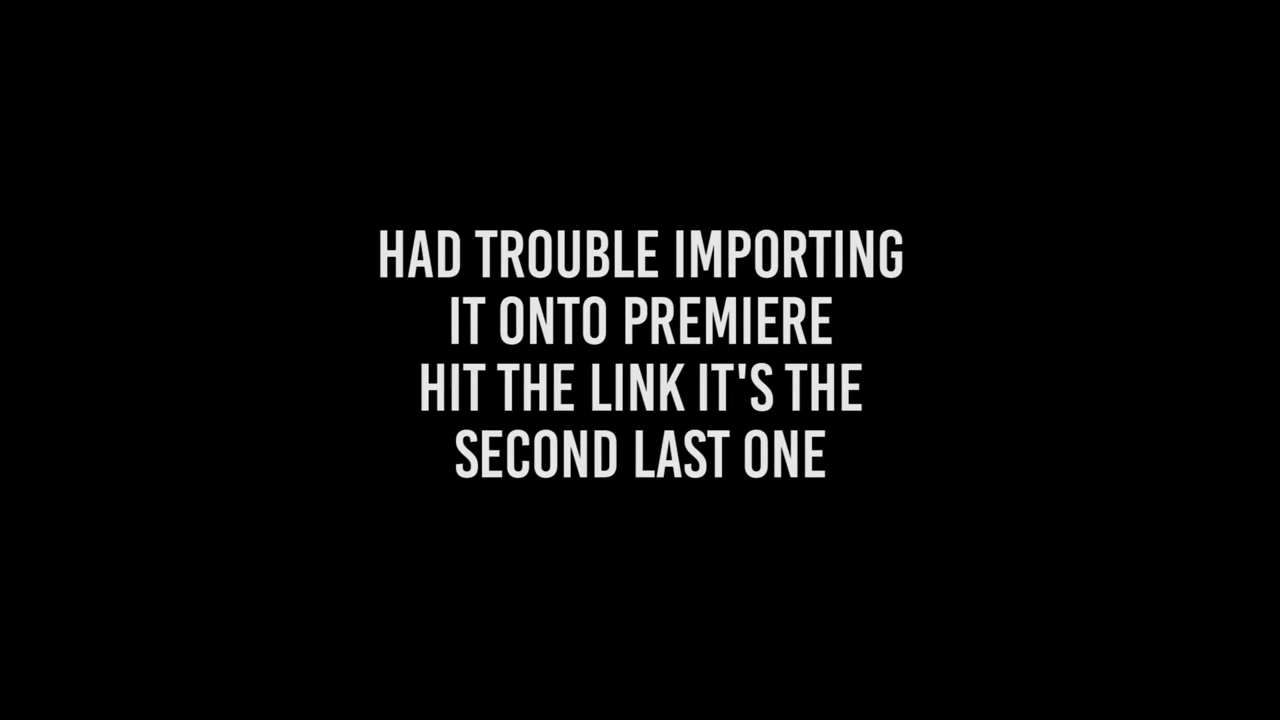 HAD TROUBLE IMPORTING
IT ONTO PREMIERE
HIT THE LINK IT'S THE
SECOND LAST ONE